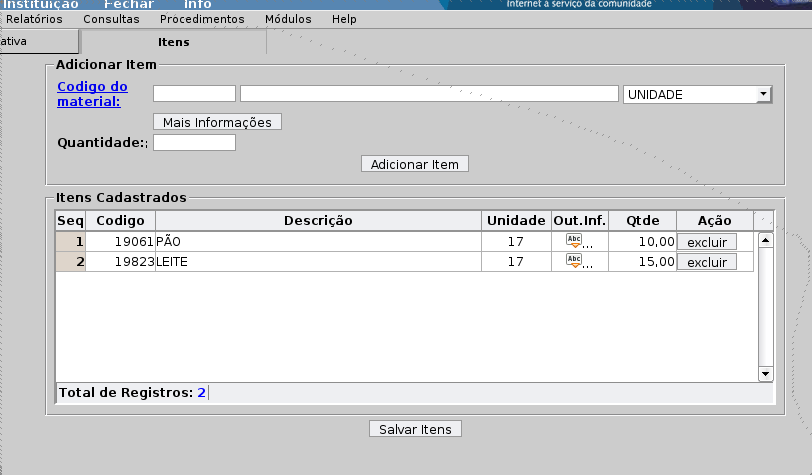 Instituição Fechar Info
Internet a serviço da comunidade
Relatórios Consultas Procedimentos Módulos Help
ativa Itens
Adicionar Item
Codigo do material: UNIDADE
Mais Informações
Quantidade:;
Adicionar Item
Itens Cadastrados
Seq Codigo Descrição Unidade Out.Inf. Qtde Ação
1 19061 PÃO 17 Abc ... 10,00 excluir
2 19823 LEITE 17 Abc ... 15,00 excluir
Total de Registros: 2
Salvar Itens